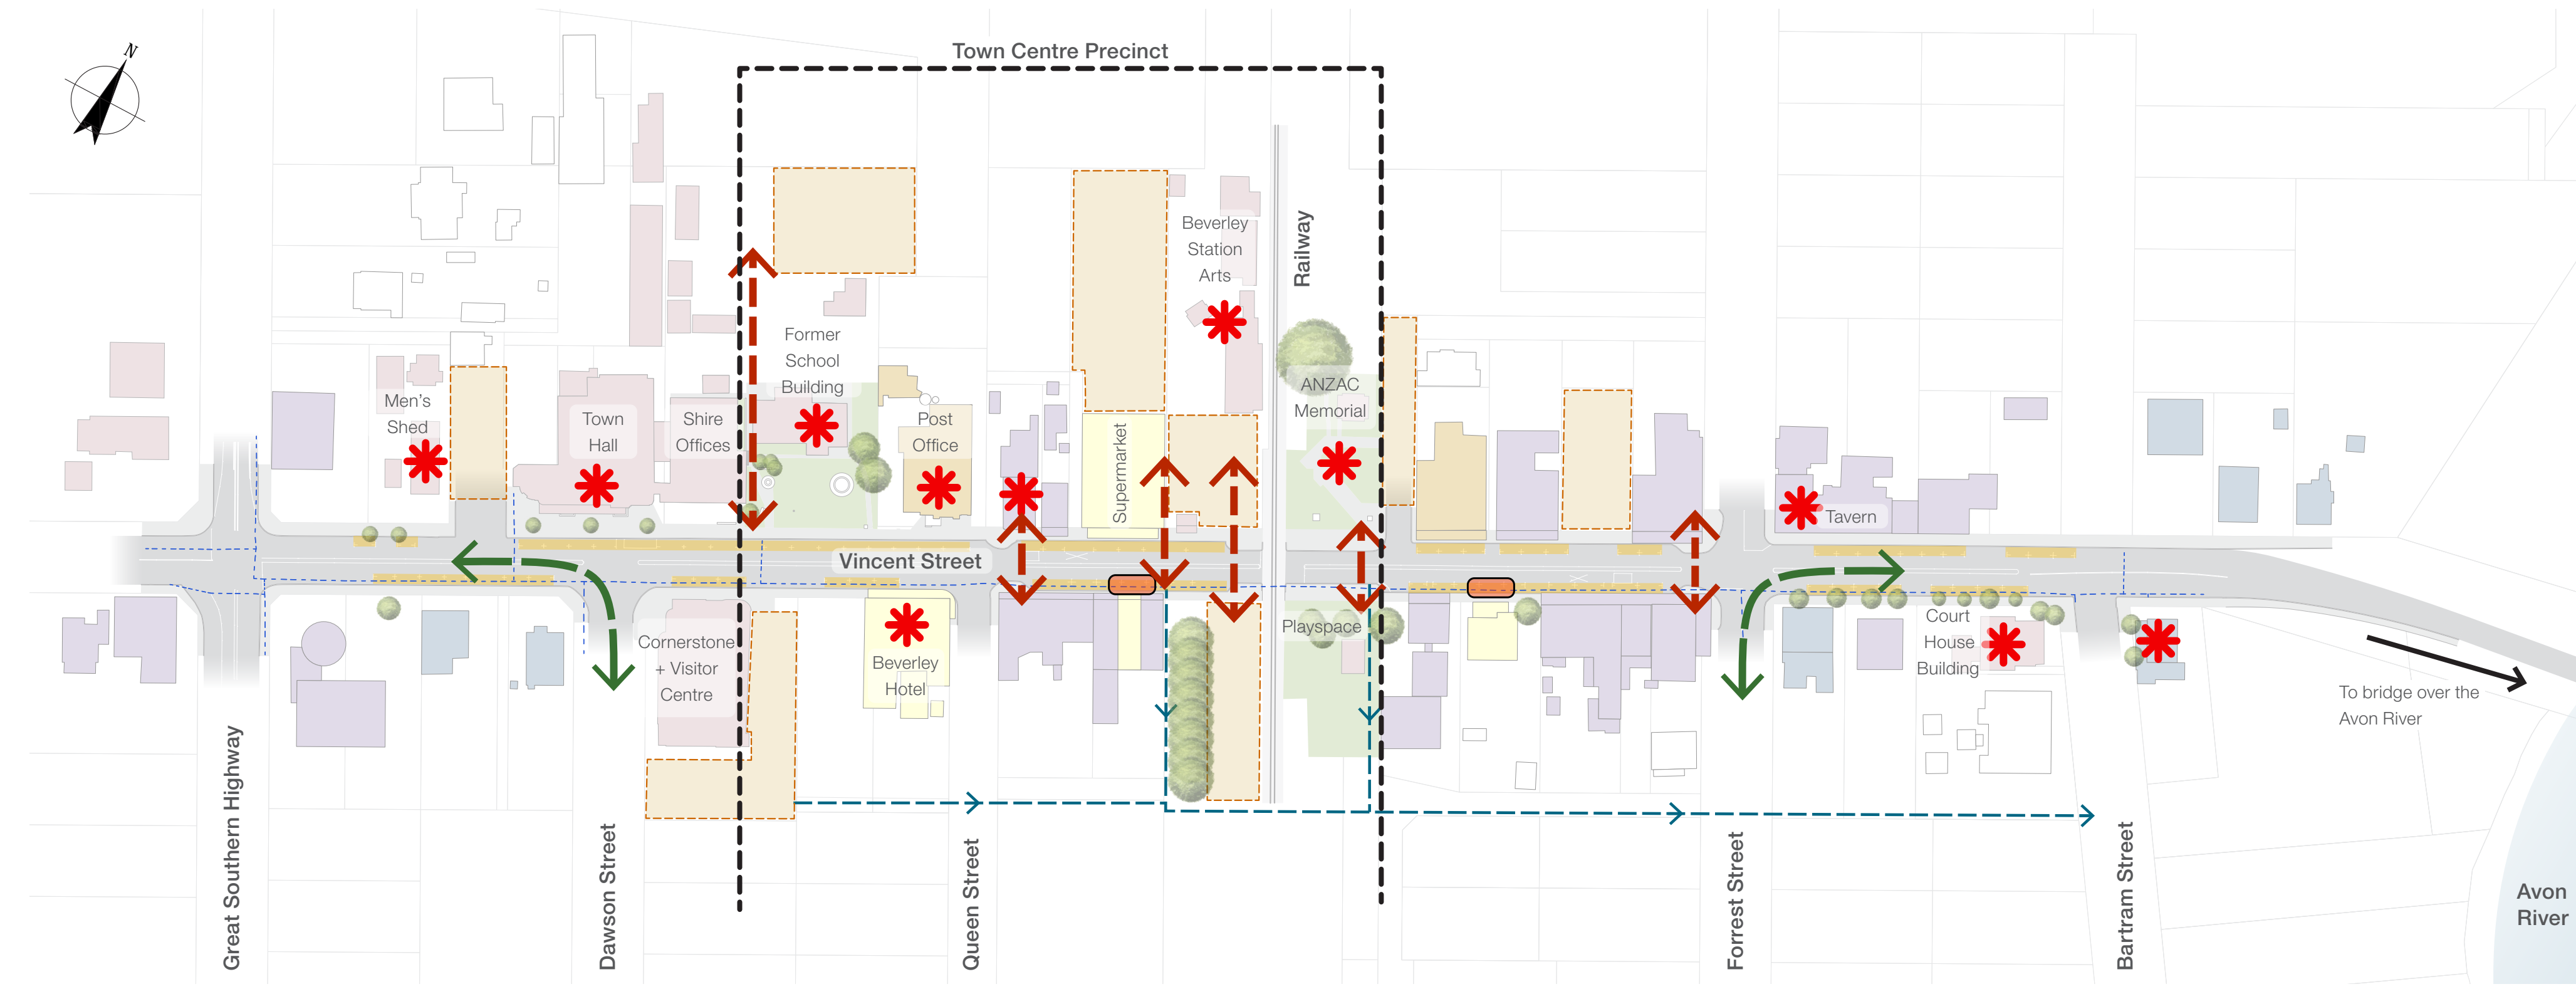 N
Town Centre Precinct
Beverley
Station
Arts
Railway
Former
School
Building
ANZAC
Memorial
Men's
Shed
Town
Hall
Shire
Offices
Post
Office
Supermarket
Tavern
Vincent Street
Cornerstone
+ Visitor
Centre
Beverley
Hotel
Playspace
Court
House
Building
To bridge over the
Avon River
Great Southern Highway
Dawson Street
Queen Street
Forrest Street
Bartram Street
Avon
River